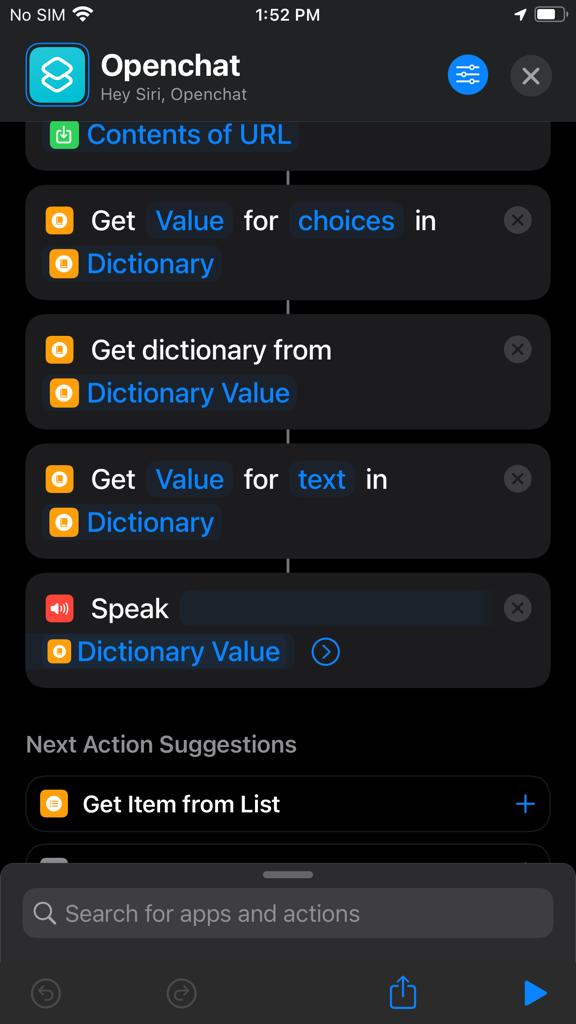 No SIM 1:52 PM
Openchat
Hey Siri, Openchat
Contents of URL
Get Value for choices in
Dictionary
Get dictionary from
Dictionary Value
Get Value for text in
Dictionary
Speak
Dictionary Value
Next Action Suggestions
Get Item from List
Search for apps and actions